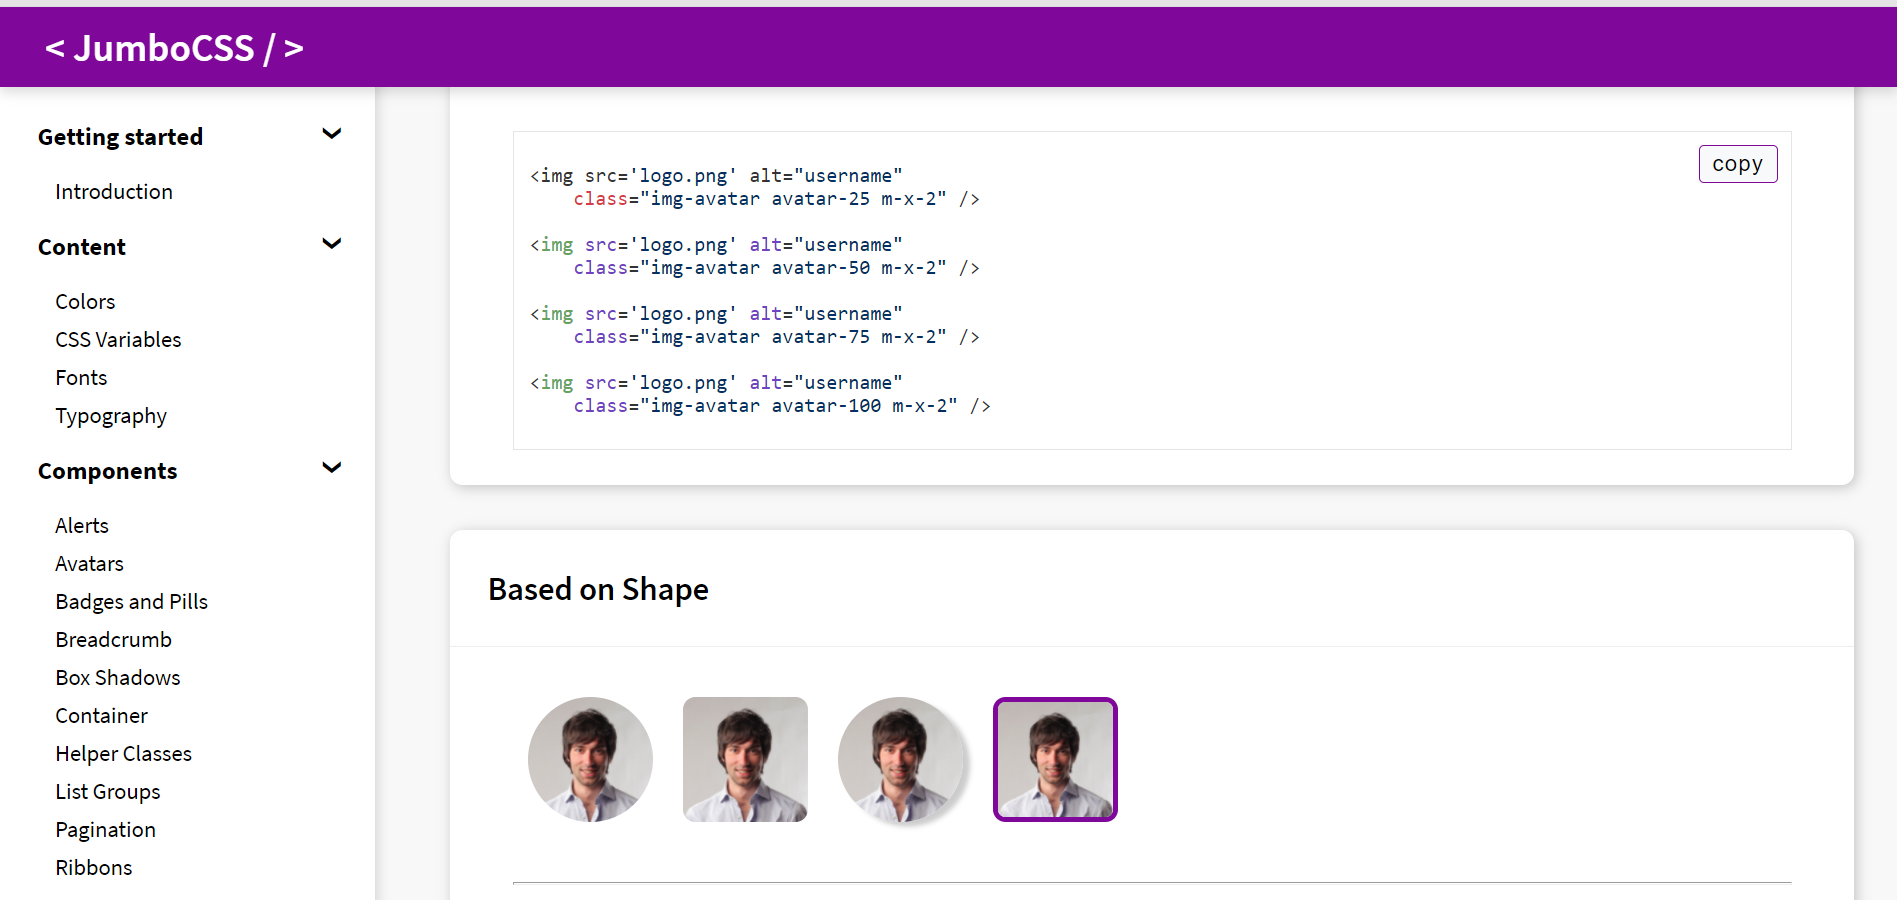 < JumboCSS / >
Getting started
Introduction
Content
Colors
CSS Variables
Fonts
Typography
Components
Alerts
Avatars
Badges and Pills
Breadcrumb
Box Shadows
Container
Helper Classes
List Groups
Pagination
Ribbons
copy
<img src='logo.png' alt="username"
    class="img-avatar avatar-25 m-x-2" />
<img src='logo.png' alt="username"
    class="img-avatar avatar-50 m-x-2" />
<img src='logo.png' alt="username"
    class="img-avatar avatar-75 m-x-2" />
<img src='logo.png' alt="username"
    class="img-avatar avatar-100 m-x-2" />
Based on Shape